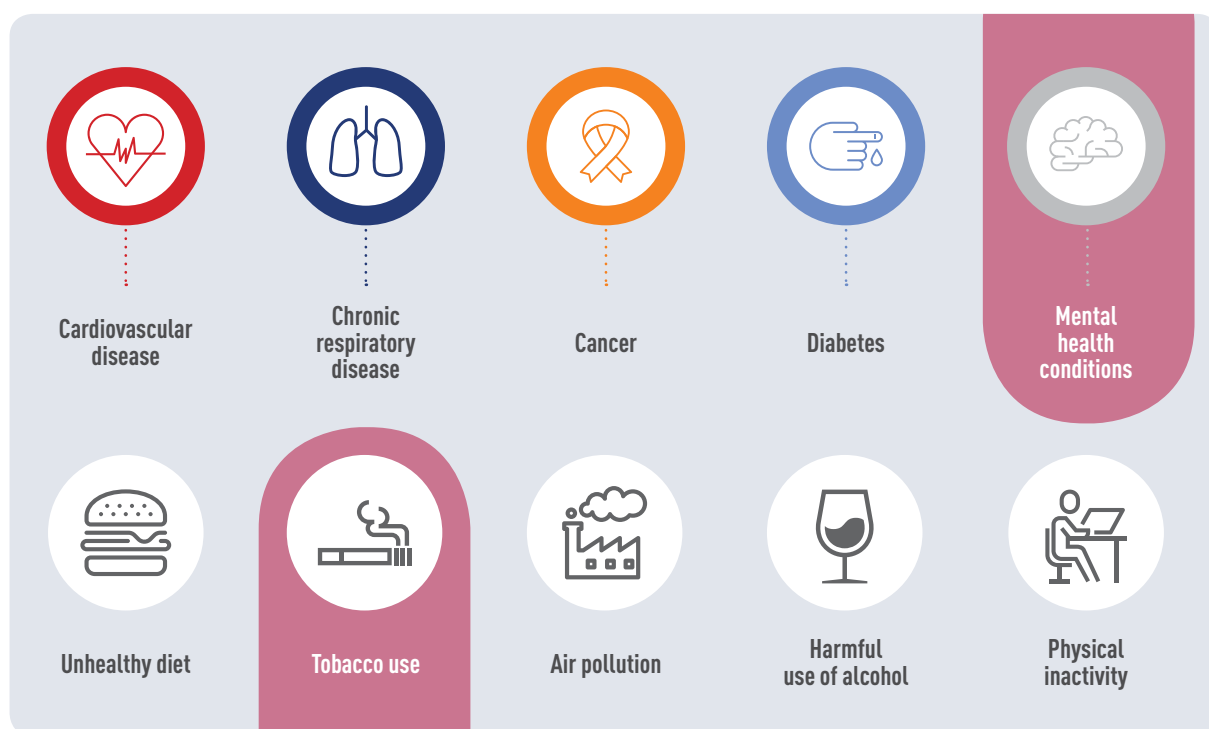 Cardiovascular
disease
Chronic
respiratory
disease
Cancer
Diabetes
Mental
health
conditions
Unhealthy diet
Tobacco use
Air pollution
Harmful
use of alcohol
Physical
inactivity